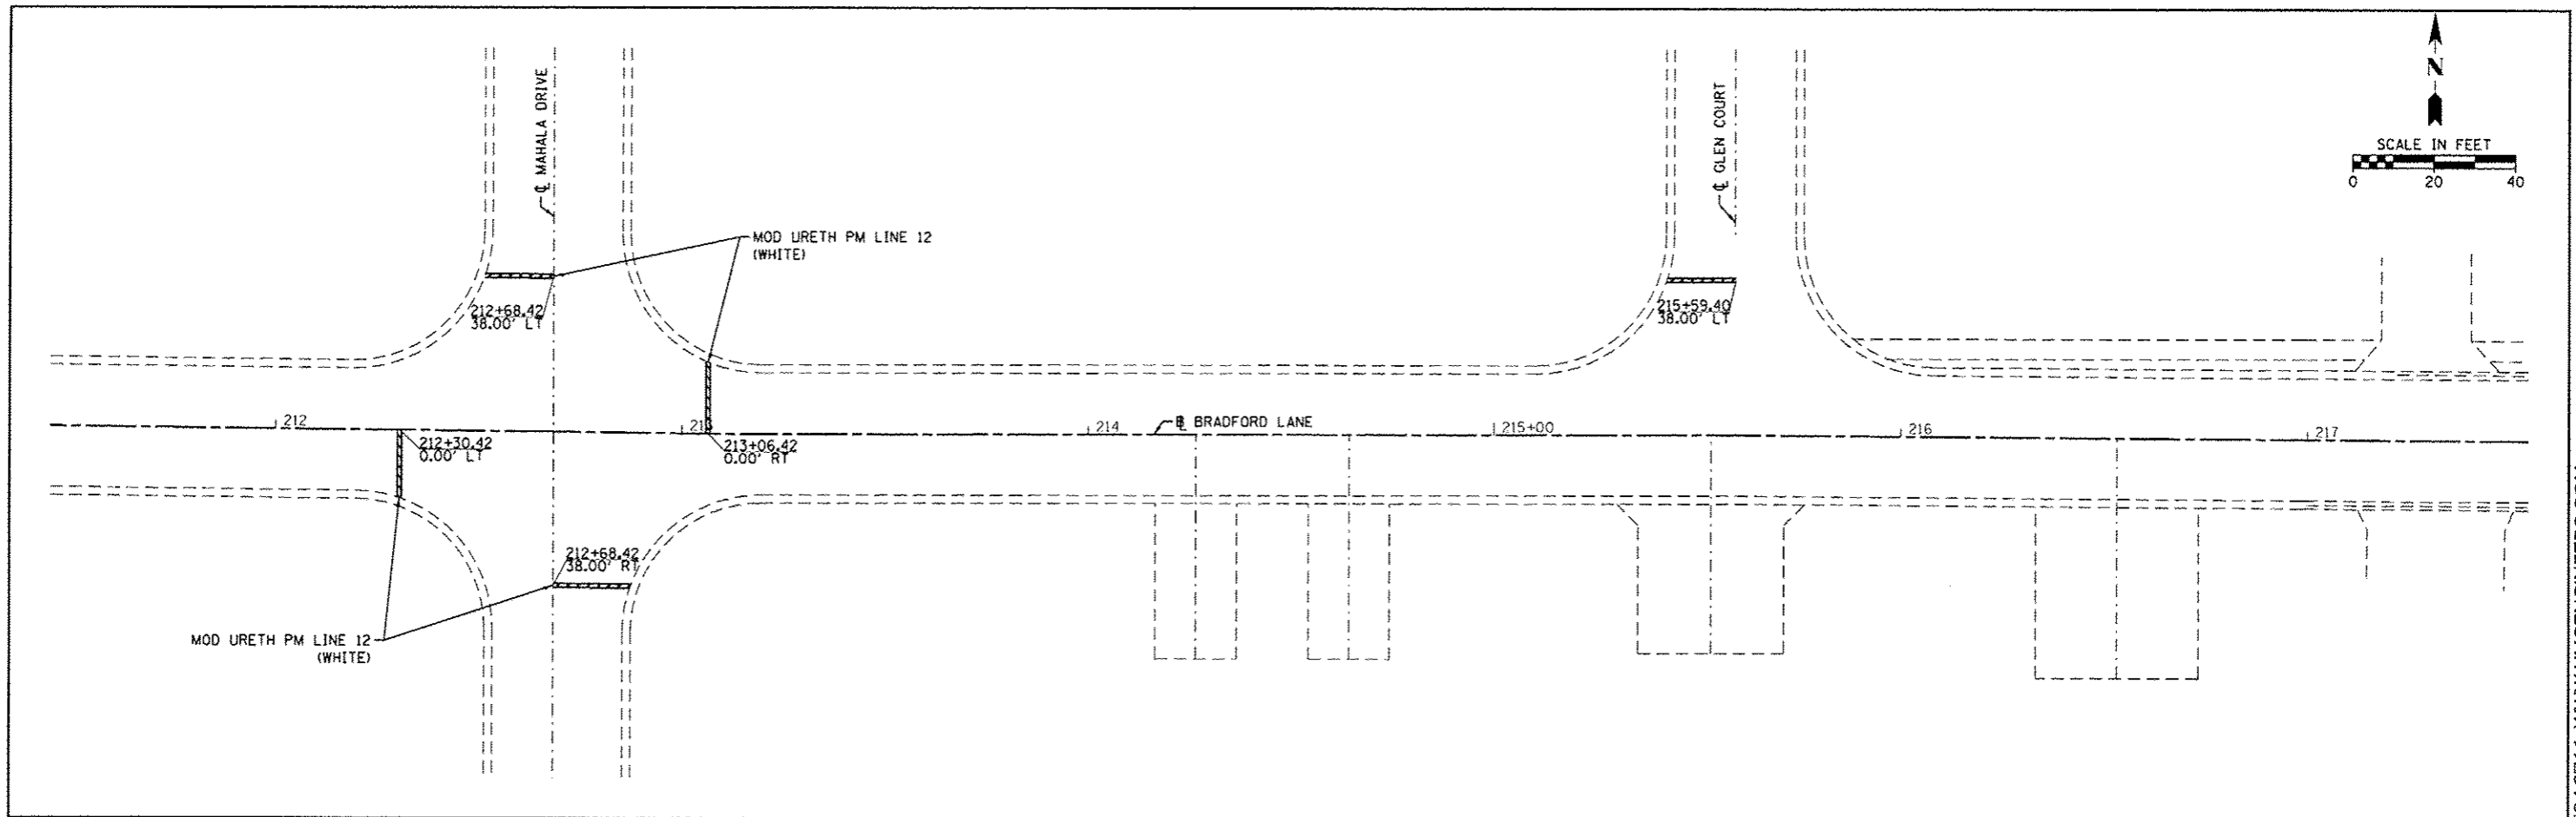 ℄ MAHALA DRIVE
℄ GLEN COURT
N
SCALE IN FEET
0 20 40
MOD URETH PM LINE 12
(WHITE)
212+68.42
38.00' LT
215+59.40
38.00' LT
212
214
BRADFORD LANE
215+00
216
217
212+30.42
0.00' LT
213+06.42
0.00' RT
212+68.42
38.00' RT
MOD URETH PM LINE 12
(WHITE)